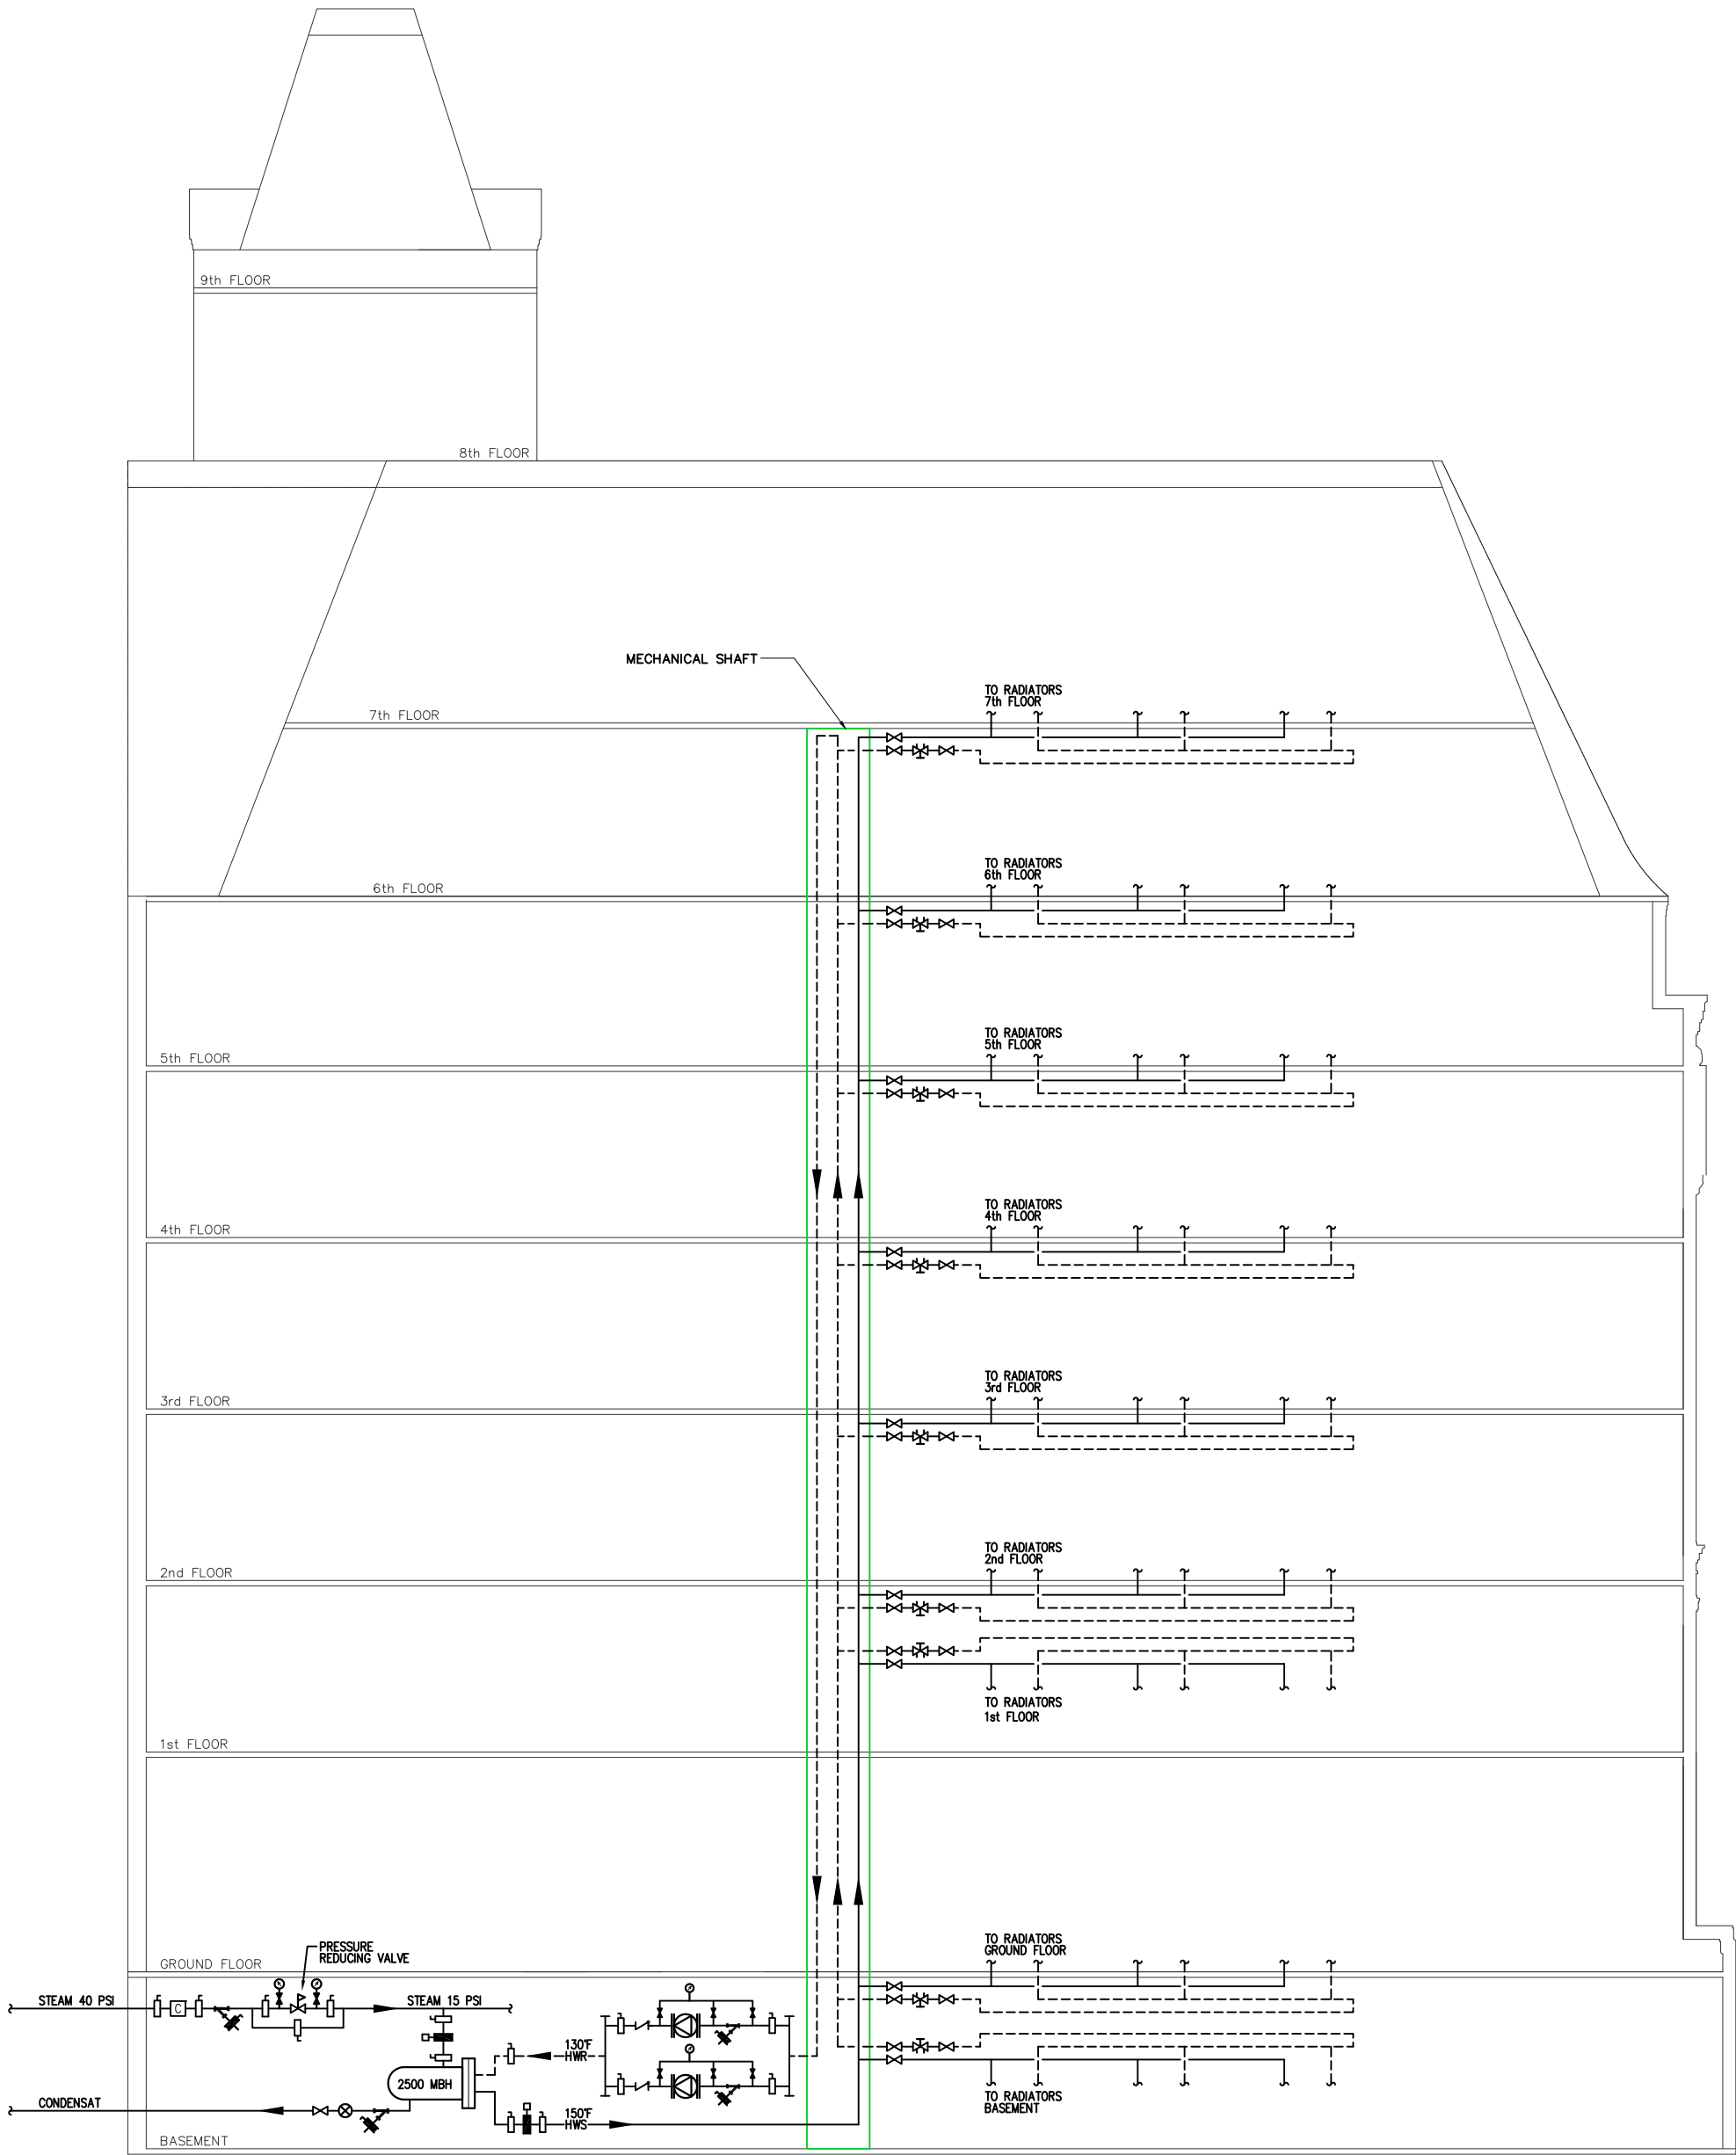 9th FLOOR
8th FLOOR
MECHANICAL SHAFT
TO RADIATORS
7th FLOOR
7th FLOOR
TO RADIATORS
6th FLOOR
6th FLOOR
TO RADIATORS
5th FLOOR
5th FLOOR
TO RADIATORS
4th FLOOR
4th FLOOR
TO RADIATORS
3rd FLOOR
3rd FLOOR
TO RADIATORS
2nd FLOOR
2nd FLOOR
TO RADIATORS
1st FLOOR
1st FLOOR
TO RADIATORS
GROUND FLOOR
PRESSURE
REDUCING VALVE
GROUND FLOOR
STEAM 40 PSI
C
STEAM 15 PSI
130°F
HWR
2500 MBH
TO RADIATORS
BASEMENT
CONDENSAT
150°F
HWS
BASEMENT